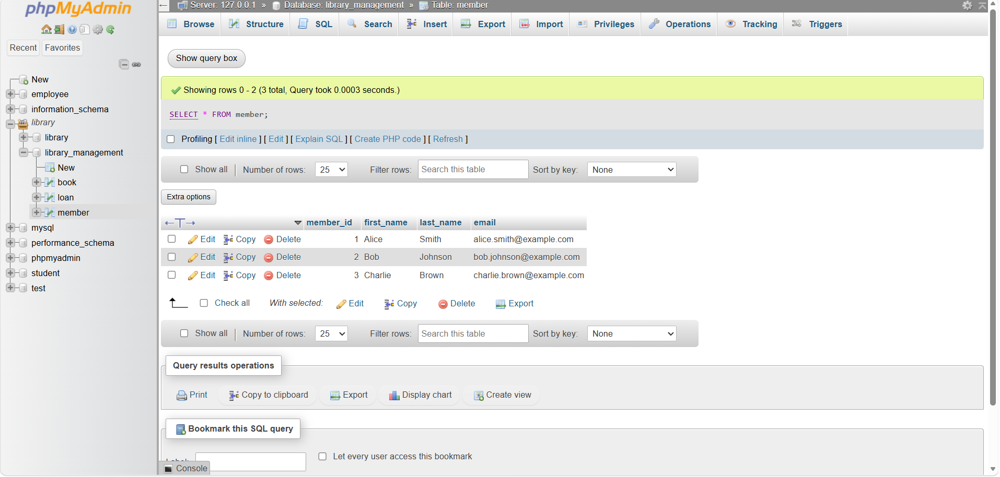 phpMyAdmin
Recent Favorites
New
employee
information_schema
library
library
library_management
New
book
loan
member
mysql
performance_schema
phpmyadmin
student
test
Server: 127.0.0.1 » Database: library_management » Table: member
Browse Structure SQL Search Insert Export Import Privileges Operations Tracking Triggers
Show query box
Showing rows 0 - 2 (3 total, Query took 0.0003 seconds.)
SELECT * FROM member;
Profiling [ Edit inline ] [ Edit ] [ Explain SQL ] [ Create PHP code ] [ Refresh ]
Show all | Number of rows: 25 Filter rows: Search this table Sort by key: None
Extra options
←T→ member_id first_name last_name email
Edit Copy Delete 1 Alice Smith alice.smith@example.com
Edit Copy Delete 2 Bob Johnson bob.johnson@example.com
Edit Copy Delete 3 Charlie Brown charlie.brown@example.com
Check all With selected: Edit Copy Delete Export
Show all | Number of rows: 25 Filter rows: Search this table Sort by key: None
Query results operations
Print Copy to clipboard Export Display chart Create view
Bookmark this SQL query
Let every user access this bookmark
Console